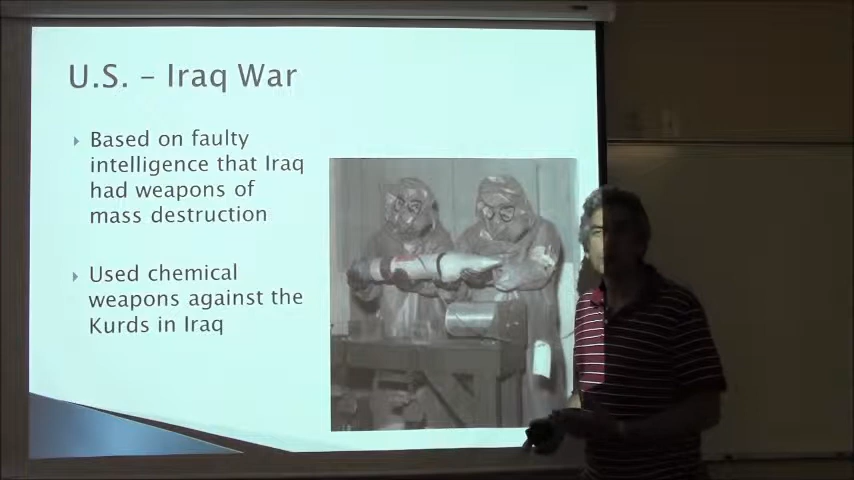 U.S. – Iraq War
Based on faulty
intelligence that Iraq
had weapons of
mass destruction
Used chemical
weapons against the
Kurds in Iraq